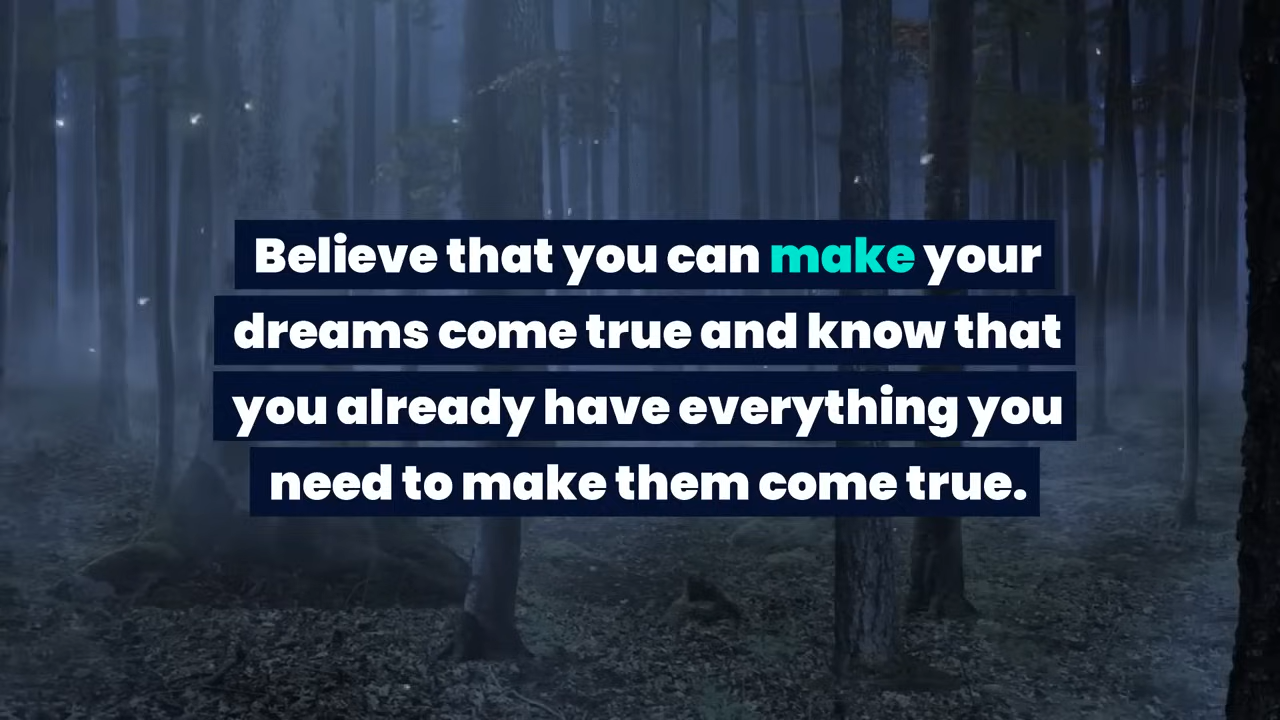 Believe that you can make your
dreams come true and know that
you already have everything you
need to make them come true.